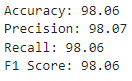 Accuracy: 98.06
Precision: 98.07
Recall: 98.06
F1 Score: 98.06